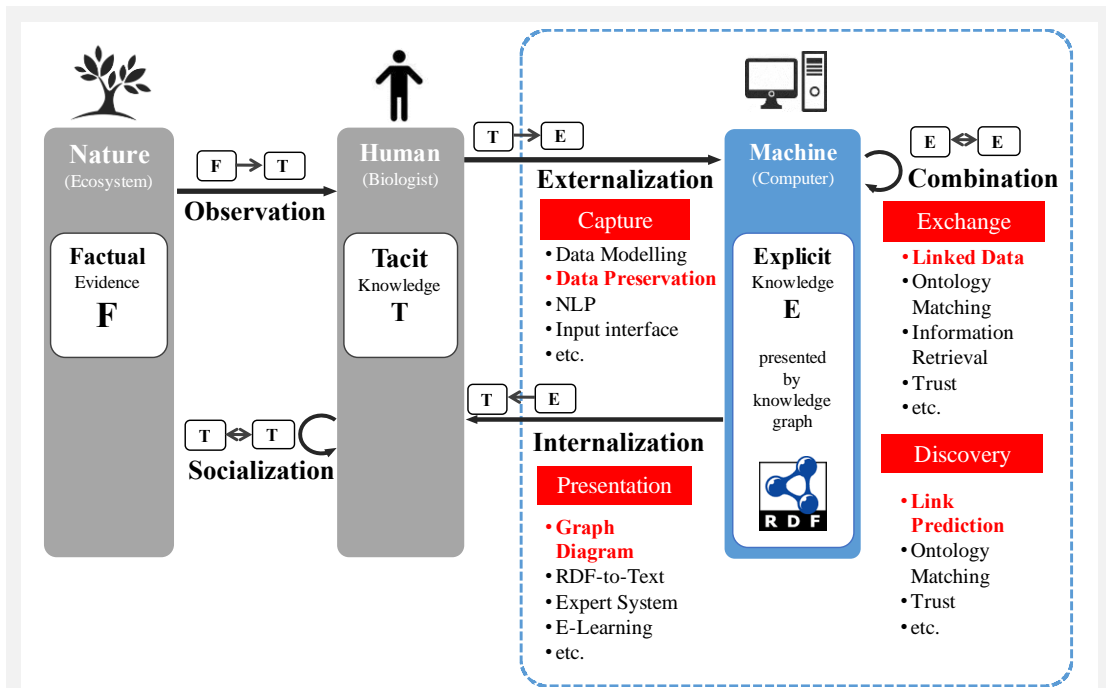 Nature
(Ecosystem)
Factual
Evidence
F
F
T
Observation
Human
(Biologist)
Tacit
Knowledge
T
T
T
Socialization
T
E
Externalization
Capture
• Data Modelling
• Data Preservation
• NLP
• Input interface
• etc.
T
E
Internalization
Presentation
• Graph
Diagram
• RDF-to-Text
• Expert System
• E-Learning
• etc.
Machine
(Computer)
Explicit
Knowledge
E
presented
by
knowledge
graph
RDF
E
E
Combination
Exchange
• Linked Data
• Ontology
Matching
• Information
Retrieval
• Trust
• etc.
Discovery
• Link
Prediction
• Ontology
Matching
• Trust
• etc.